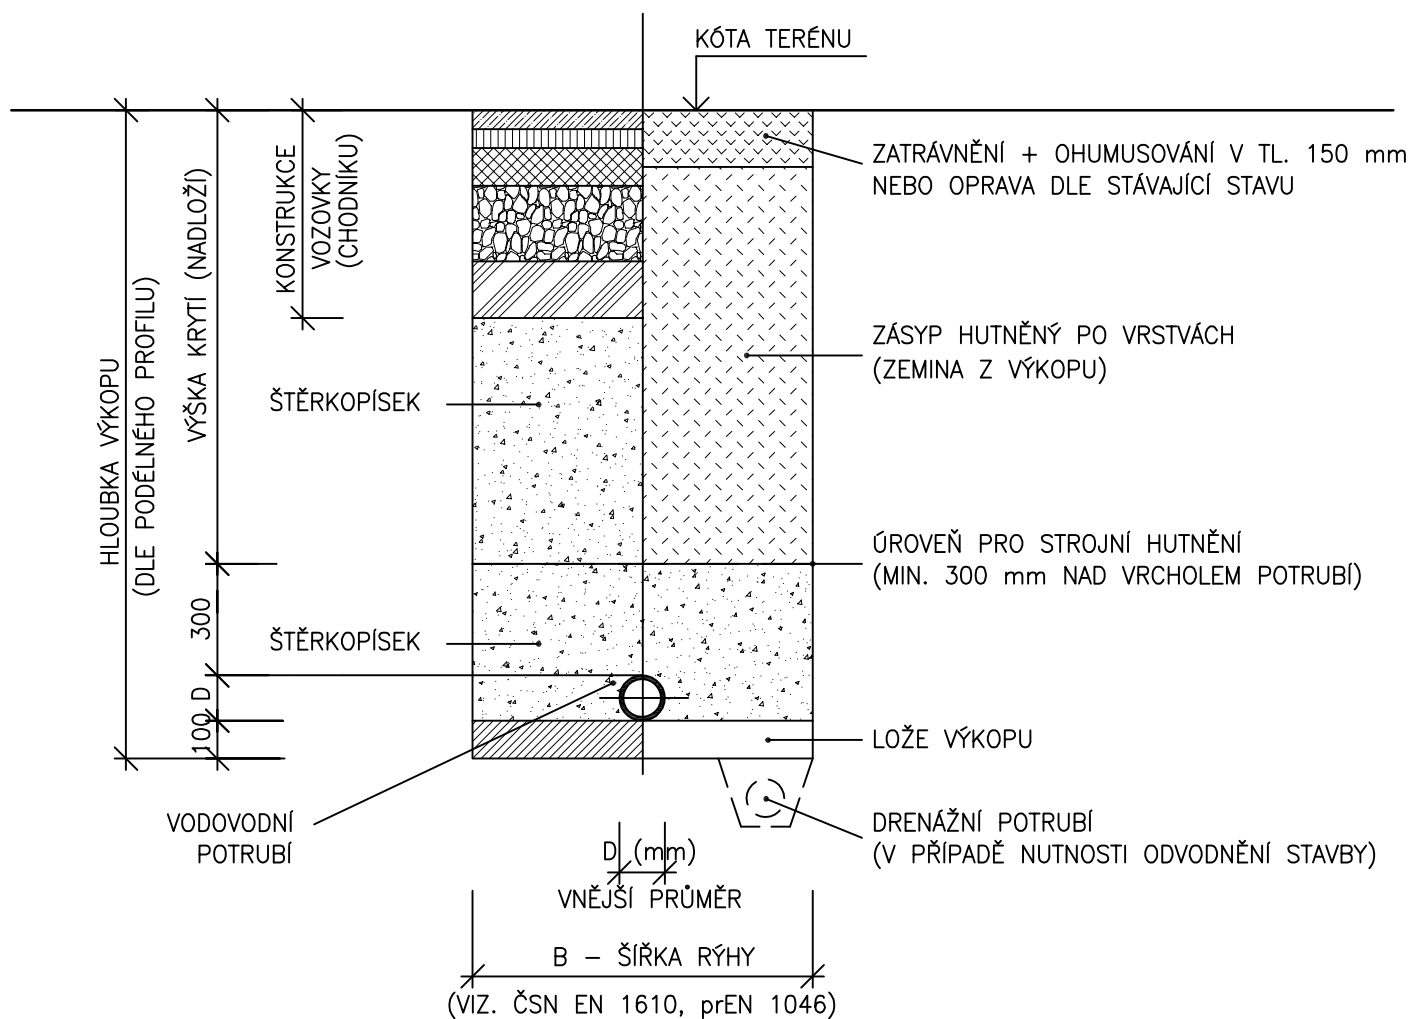 KÓTA TERÉNU
ZATRÁVNĚNÍ + OHUMUSOVÁNÍ V TL. 150 mm
NEBO OPRAVA DLE STÁVAJÍCÍ STAVU
HLOUBKA VÝKOPU
(DLE PODÉLNÉHO PROFILU)
VÝŠKA KRYTÍ (NADLOŽÍ)
KONSTRUKCE
VOZOVKY
(CHODNÍKU)
ZÁSYP HUTNĚNÝ PO VRSTVÁCH
(ZEMINA Z VÝKOPU)
ŠTĚRKOPÍSEK
ÚROVEŇ PRO STROJNÍ HUTNĚNÍ
(MIN. 300 mm NAD VRCHOLEM POTRUBÍ)
300
ŠTĚRKOPÍSEK
D
100
LOŽE VÝKOPU
VODOVODNÍ
POTRUBÍ
DRENÁŽNÍ POTRUBÍ
(V PŘÍPADĚ NUTNOSTI ODVODNĚNÍ STAVBY)
D (mm)
VNĚJŠÍ PRŮMĚR
B – ŠÍŘKA RÝHY
(VIZ. ČSN EN 1610, prEN 1046)